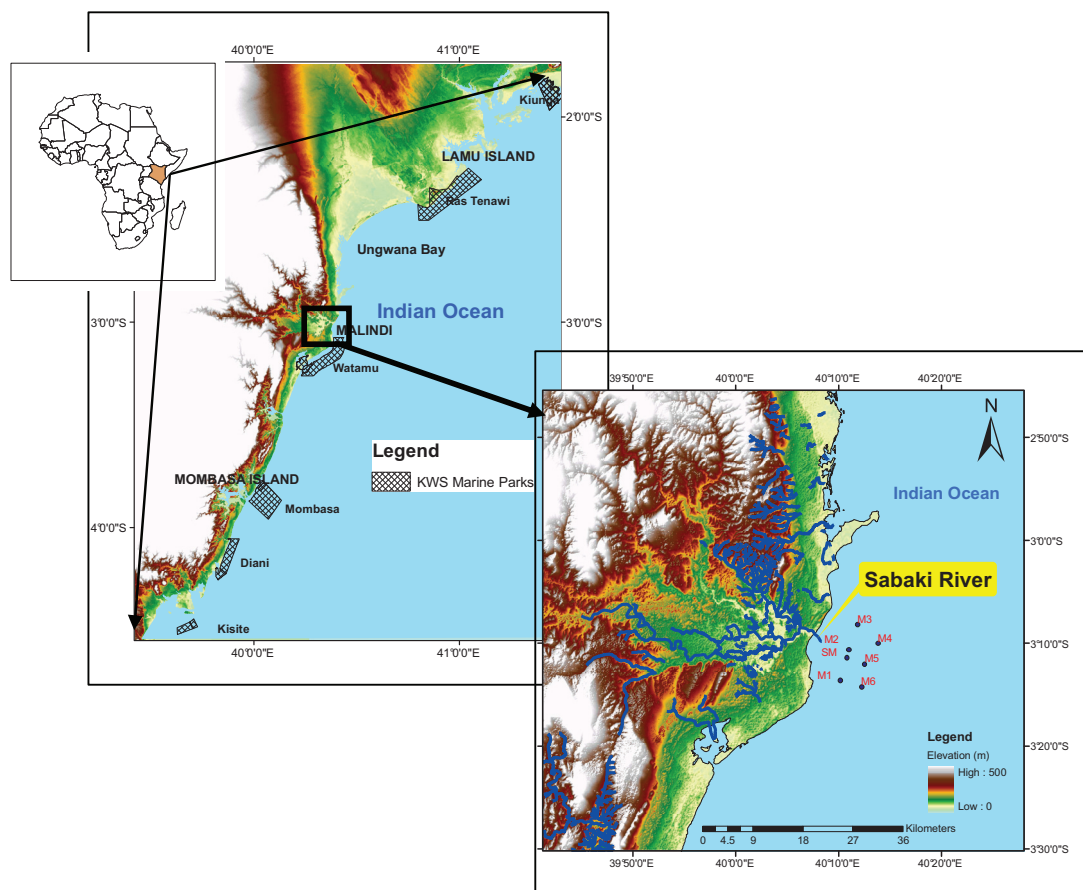 40°0'0"E
41°0'0"E
Kiunga
2°0'0"S
LAMU ISLAND
Ras Tenawi
Ungwana Bay
Indian Ocean
3°0'0"S
3°0'0"S
MALINDI
Watamu
Legend
KWS Marine Parks
MOMBASA ISLAND
Mombasa
4°0'0"S
Diani
Kisite
40°0'0"E
41°0'0"E
39°50'0"E
40°0'0"E
40°10'0"E
40°20'0"E
N
2°50'0"S
Indian Ocean
3°0'0"S
Sabaki River
M3
M2
M4
SM
M5
M1
M6
3°10'0"S
3°20'0"S
Legend
Elevation (m)
High : 500
Low : 0
Kilometers
0 4.5 9 18 27 36
3°30'0"S
39°50'0"E
40°0'0"E
40°10'0"E
40°20'0"E